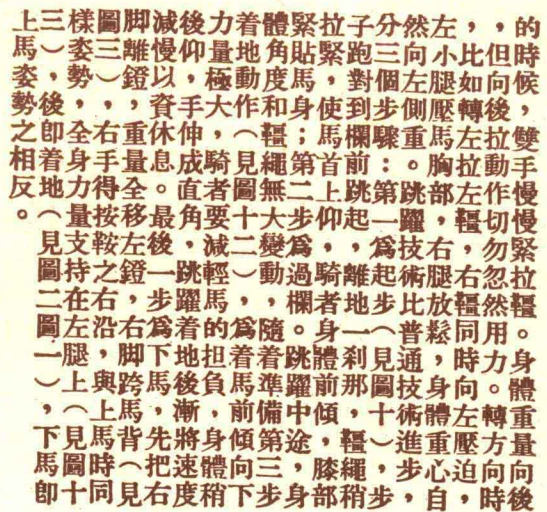 的時候，雙手慢慢緊拉韁。身體重量向後
，但向後拉動作切勿忽然用力。轉方向時
，比如轉左拉左韁，右韁同時向左壓迫，
左小腿壓馬胸部，右腿放鬆，身體重心自
然向左側重。跳躍，技術比普通技術進步，
分三個步驟：第一躍，為起步（見圖十），
子跑對到欄前跳起，離地一刹那，韁繩稍
拉緊，使馬首上仰，騎者身體前傾，膝部
緊貼馬身；第二步為過欄。跳躍中途，身
體角度和韁繩無大變動，隨着準備第三步
着地動作（見圖十二），為着馬前傾向下
力量極大，騎者要減輕馬的担負，身體稍
後仰，手伸成直角，跳躍着地後漸將速度
減慢以資休息。最後一步為下馬，先把右
脚離鐙，重量全移左鐙，右脚跨馬背（見
圖三），右手得按鞍之右沿，與上馬時同
樣姿勢，全身力量支持在左腿上（見圖十
三），後即着地（見圖二圖一），下馬即
上馬姿勢之相反。